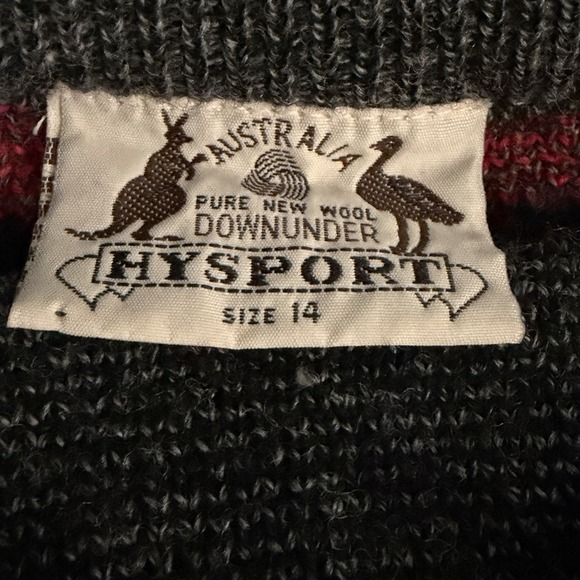 AUSTRALIA
PURE NEW WOOL
DOWNUNDER
HYSPORT
SIZE 14